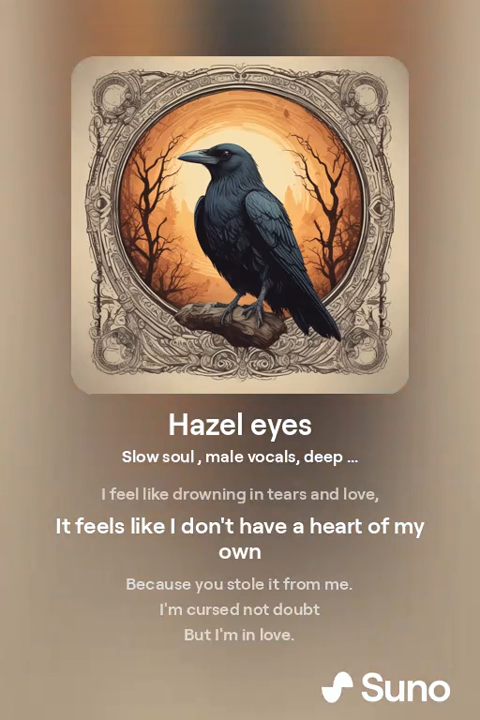 Hazel eyes
Slow soul , male vocals, deep ...
I feel like drowning in tears and love,
It feels like I don't have a heart of my
own
Because you stole it from me.
I'm cursed not doubt
But I'm in love.
Suno